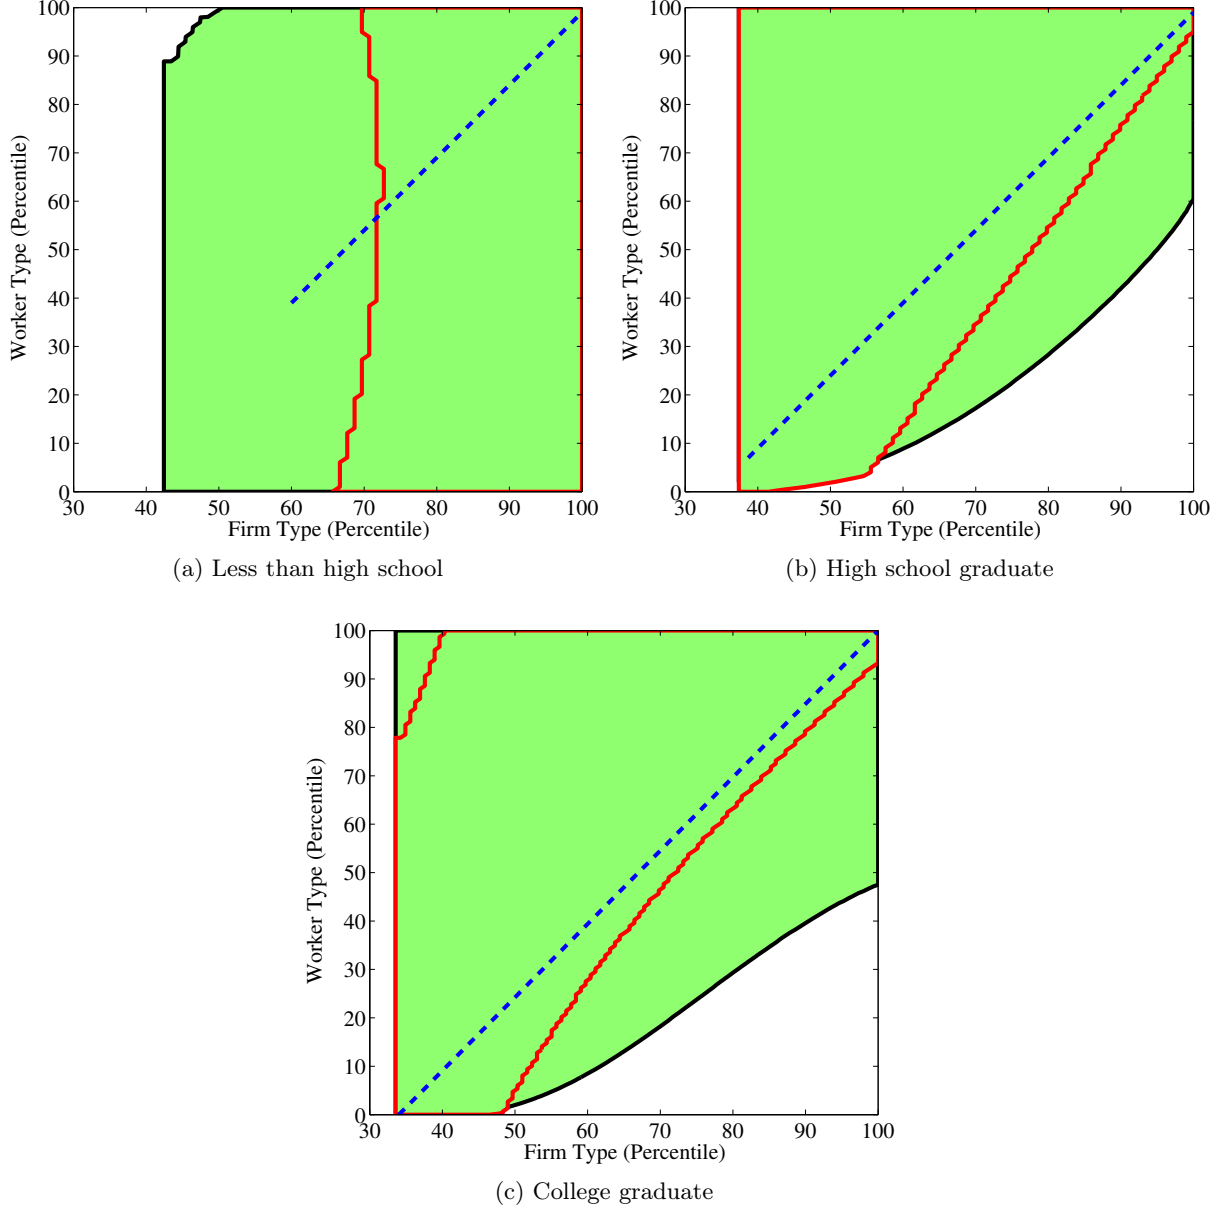 100
90
80
70
60
50
40
30
20
10
0
Worker Type (Percentile)
30 40 50 60 70 80 90 100
Firm Type (Percentile)
(a) Less than high school
100
90
80
70
60
50
40
30
20
10
0
Worker Type (Percentile)
30 40 50 60 70 80 90 100
Firm Type (Percentile)
(b) High school graduate
100
90
80
70
60
50
40
30
20
10
0
Worker Type (Percentile)
30 40 50 60 70 80 90 100
Firm Type (Percentile)
(c) College graduate